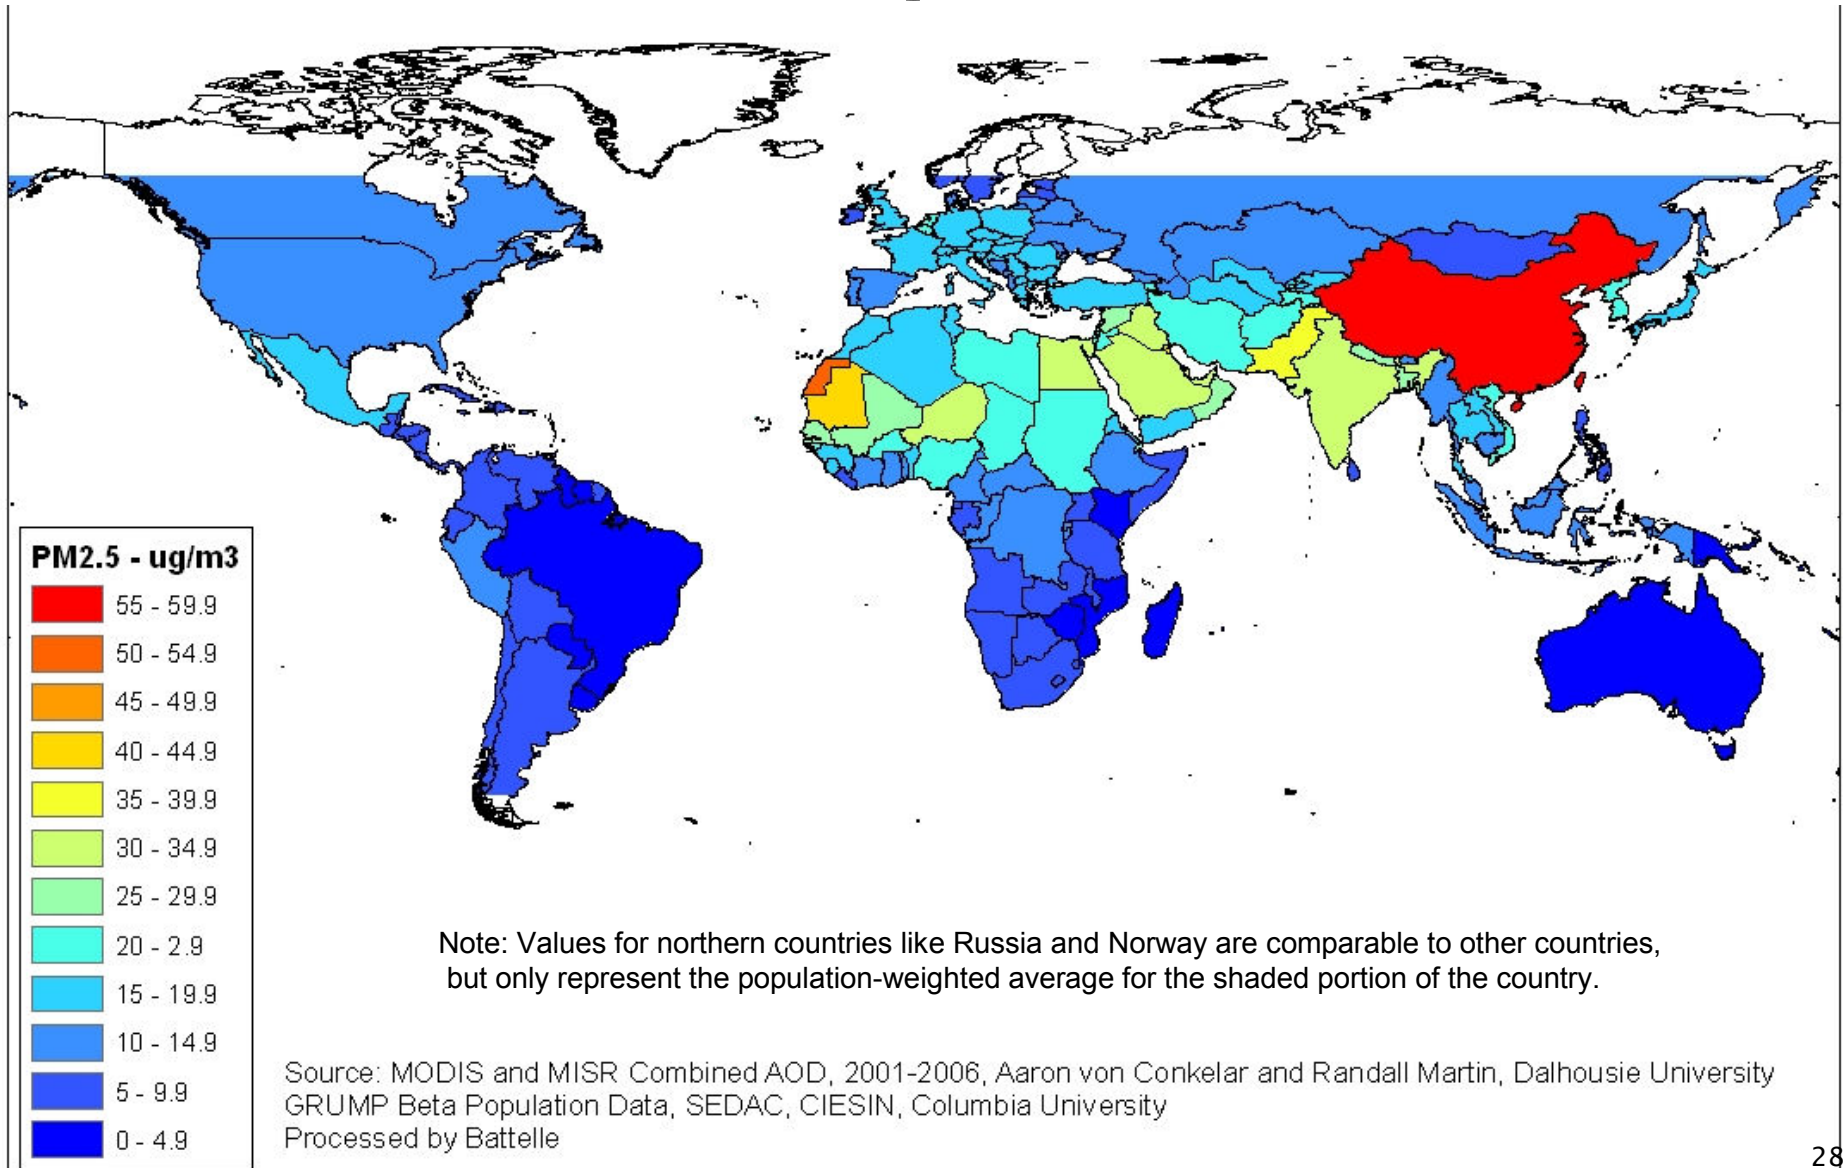 PM2.5 - ug/m3
55 - 59.9
50 - 54.9
45 - 49.9
40 - 44.9
35 - 39.9
30 - 34.9
25 - 29.9
20 - 2.9
15 - 19.9
10 - 14.9
5 - 9.9
0 - 4.9
Note: Values for northern countries like Russia and Norway are comparable to other countries,
but only represent the population-weighted average for the shaded portion of the country.
Source: MODIS and MISR Combined AOD, 2001-2006, Aaron von Conkelar and Randall Martin, Dalhousie University
GRUMP Beta Population Data, SEDAC, CIESIN, Columbia University
Processed by Battelle
28